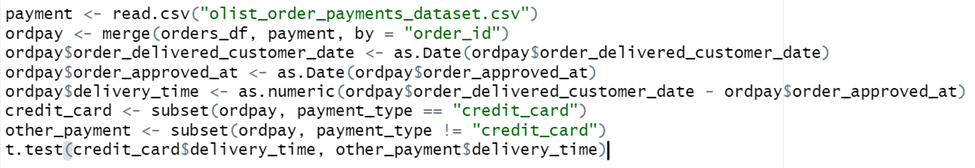 payment <- read.csv("olist_order_payments_dataset.csv")
ordpay <- merge(orders_df, payment, by = "order_id")
ordpay$order_delivered_customer_date <- as.Date(ordpay$order_delivered_customer_date)
ordpay$order_approved_at <- as.Date(ordpay$order_approved_at)
ordpay$delivery_time <- as.numeric(ordpay$order_delivered_customer_date - ordpay$order_approved_at)
credit_card <- subset(ordpay, payment_type == "credit_card")
other_payment <- subset(ordpay, payment_type != "credit_card")
t.test(credit_card$delivery_time, other_payment$delivery_time)